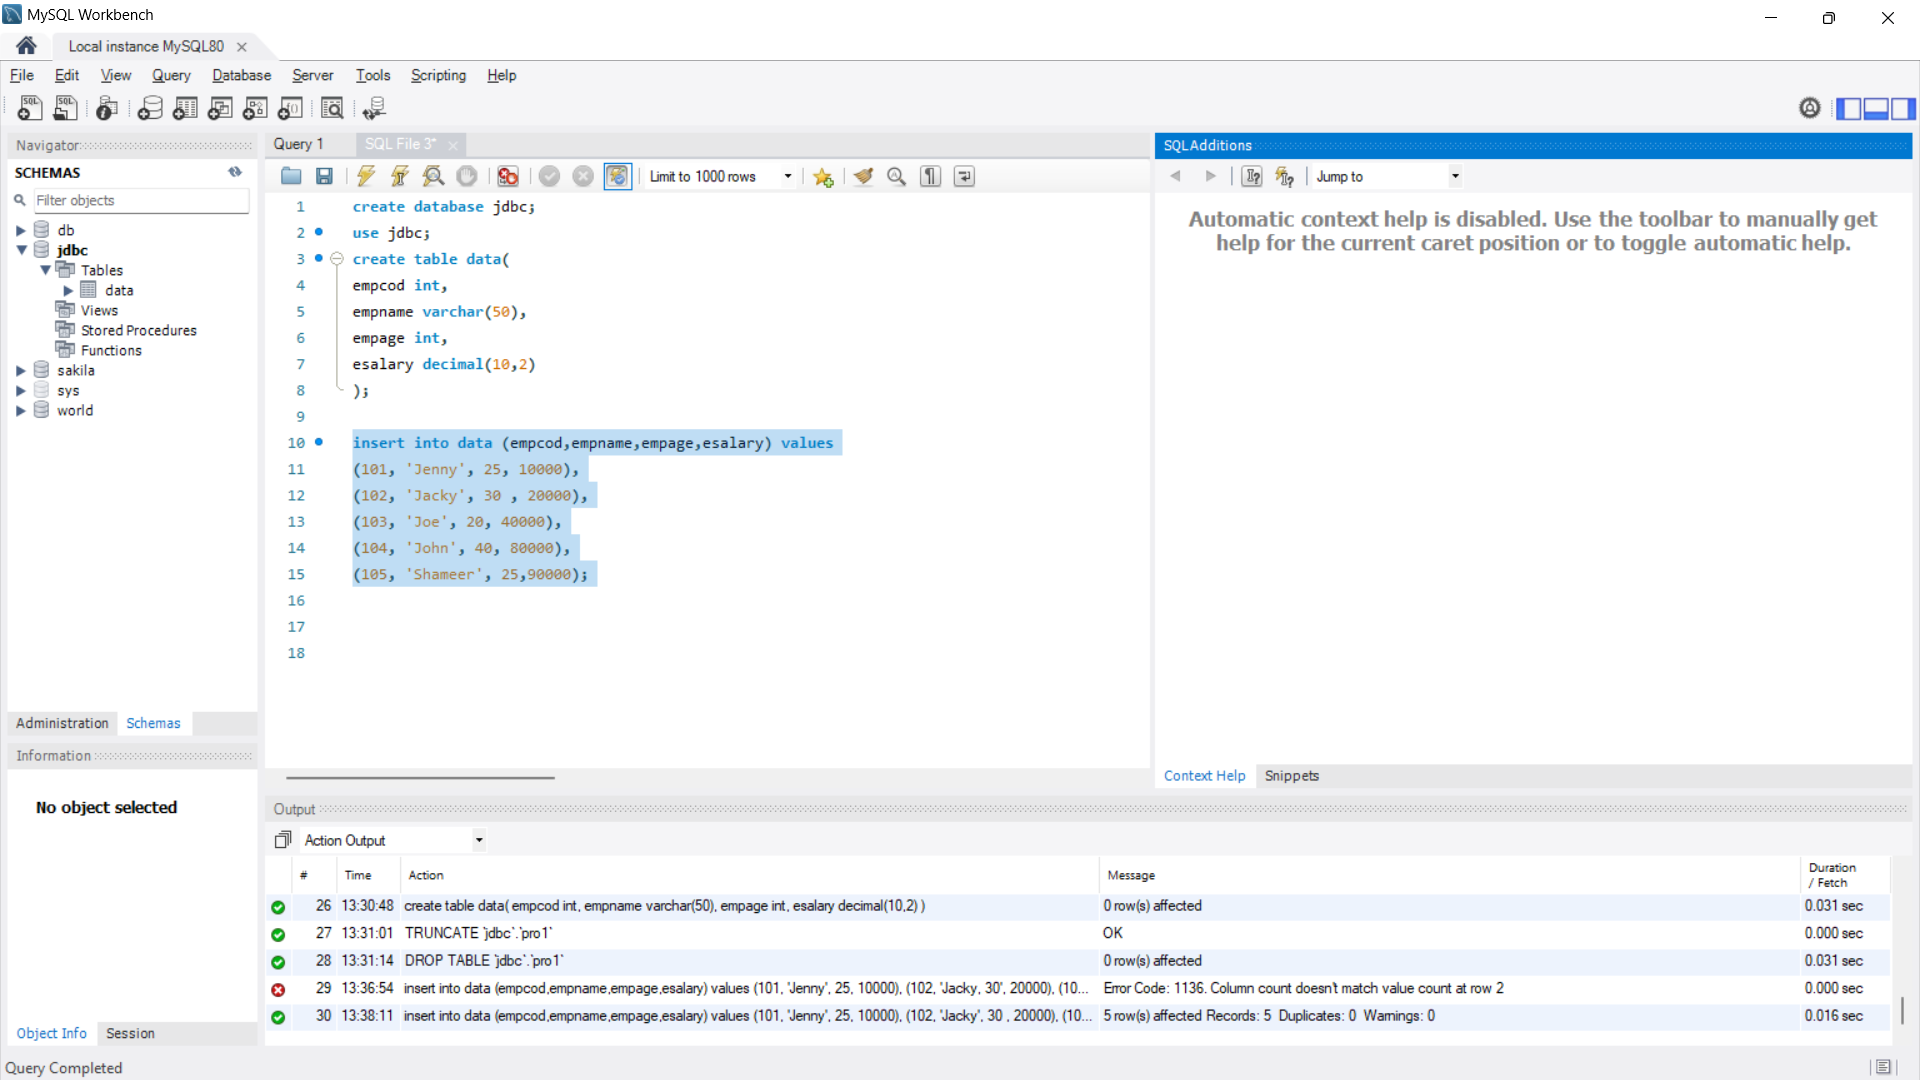 MySQL Workbench
Local instance MySQL80
File Edit View Query Database Server Tools Scripting Help
Navigator
SCHEMAS
Filter objects
db
jdbc
Tables
data
Views
Stored Procedures
Functions
sakila
sys
world
Administration Schemas
Information
No object selected
Object Info Session
Query 1 SQL File 3*
Limit to 1000 rows
1 create database jdbc;
2 use jdbc;
3 create table data(
4 empcod int,
5 empname varchar(50),
6 empage int,
7 esalary decimal(10,2)
8 );
9
10 insert into data (empcod,empname,empage,esalary) values
11 (101, 'Jenny', 25, 10000),
12 (102, 'Jacky', 30 , 20000),
13 (103, 'Joe', 20, 40000),
14 (104, 'John', 40, 80000),
15 (105, 'Shameer', 25,90000);
16
17
18
SQLAdditions
Jump to
Automatic context help is disabled. Use the toolbar to manually get
help for the current caret position or to toggle automatic help.
Context Help Snippets
Output
Action Output
# Time Action Message Duration / Fetch
26 13:30:48 create table data( empcod int, empname varchar(50), empage int, esalary decimal(10,2) ) 0 row(s) affected 0.031 sec
27 13:31:01 TRUNCATE `jdbc`.`pro1` OK 0.000 sec
28 13:31:14 DROP TABLE `jdbc`.`pro1` 0 row(s) affected 0.031 sec
29 13:36:54 insert into data (empcod,empname,empage,esalary) values (101, 'Jenny', 25, 10000), (102, 'Jacky, 30', 20000), (10... Error Code: 1136. Column count doesn't match value count at row 2 0.000 sec
30 13:38:11 insert into data (empcod,empname,empage,esalary) values (101, 'Jenny', 25, 10000), (102, 'Jacky', 30 , 20000), (10... 5 row(s) affected Records: 5 Duplicates: 0 Warnings: 0 0.016 sec
Query Completed